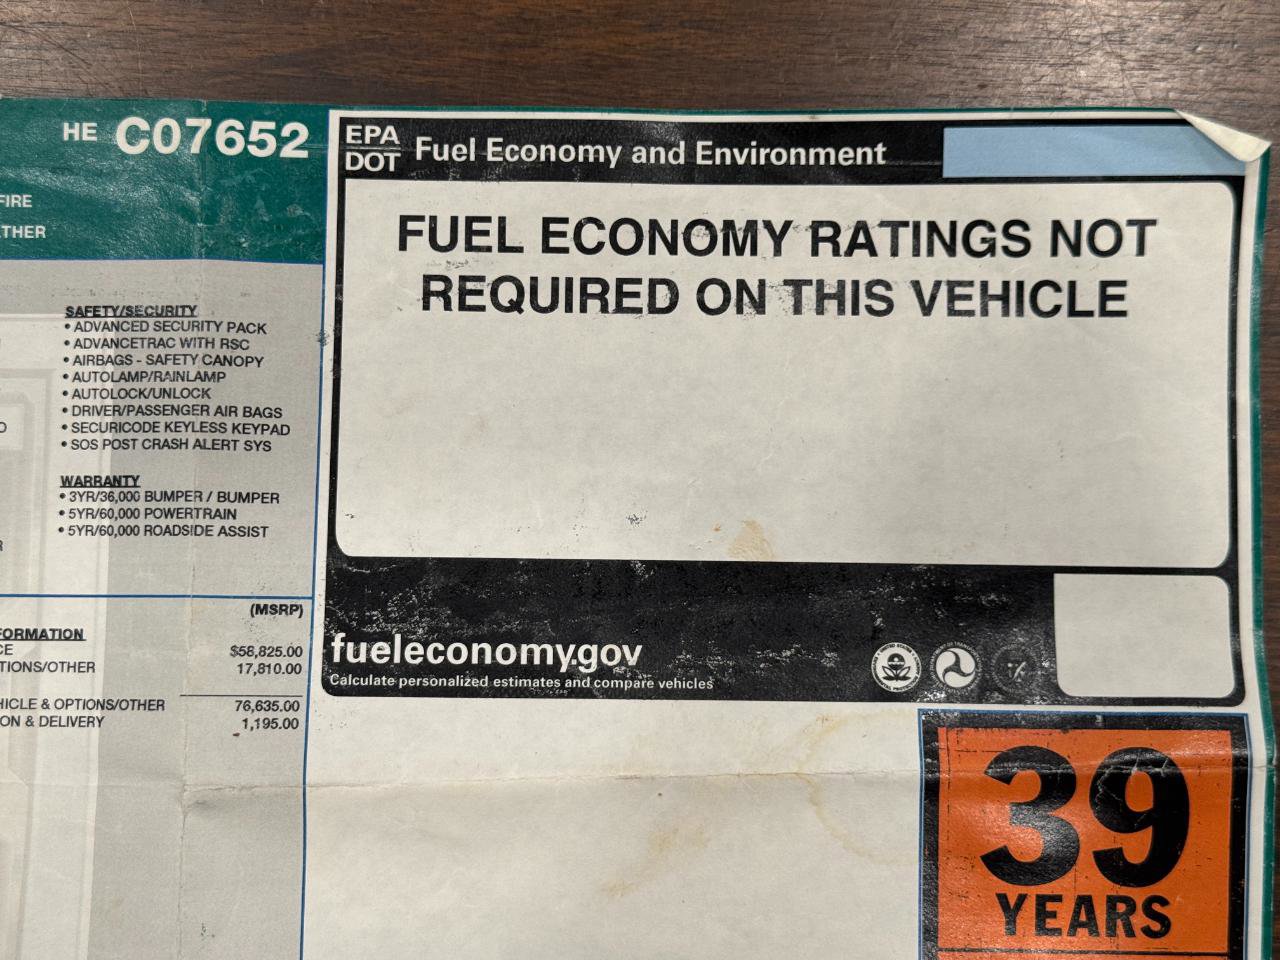 HE C07652
FIRE
THER
SAFETY/SECURITY
• ADVANCED SECURITY PACK
• ADVANCETRAC WITH RSC
• AIRBAGS - SAFETY CANOPY
• AUTOLAMP/RAINLAMP
• AUTOLOCK/UNLOCK
• DRIVER/PASSENGER AIR BAGS
• SECURICODE KEYLESS KEYPAD
• SOS POST CRASH ALERT SYS
WARRANTY
• 3YR/36,000 BUMPER / BUMPER
• 5YR/60,000 POWERTRAIN
• 5YR/60,000 ROADSIDE ASSIST
(MSRP)
FORMATION
CE $58,825.00
TIONS/OTHER 17,810.00
HICLE & OPTIONS/OTHER 76,635.00
ON & DELIVERY 1,195.00
EPA
DOT
Fuel Economy and Environment
FUEL ECONOMY RATINGS NOT
REQUIRED ON THIS VEHICLE
fueleconomy.gov
Calculate personalized estimates and compare vehicles
39
YEARS